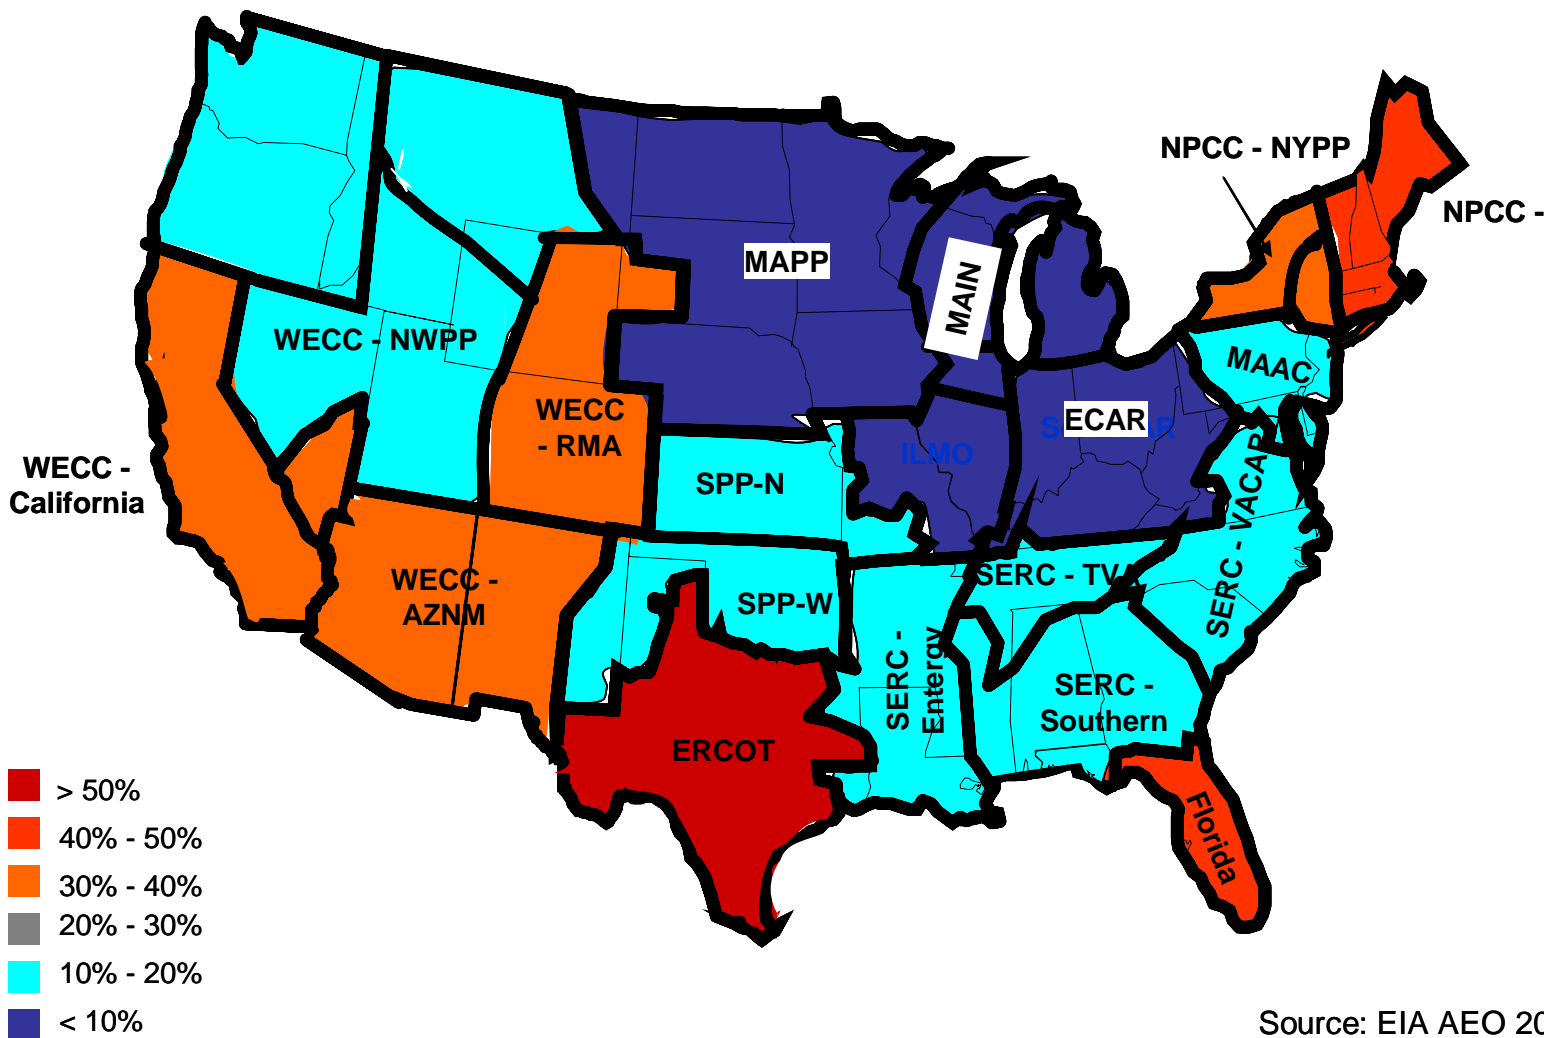 NPCC - NYPP
NPCC -
MAPP
MAIN
WECC - NWPP
MAAC
WECC
- RMA
ECAR
ILMO
WECC -
California
SPP-N
SERC - VACAR
WECC -
AZNM
SERC - TVA
SPP-W
SERC -
Entergy
SERC -
Southern
ERCOT
Florida
> 50%
40% - 50%
30% - 40%
20% - 30%
10% - 20%
< 10%
Source: EIA AEO 20